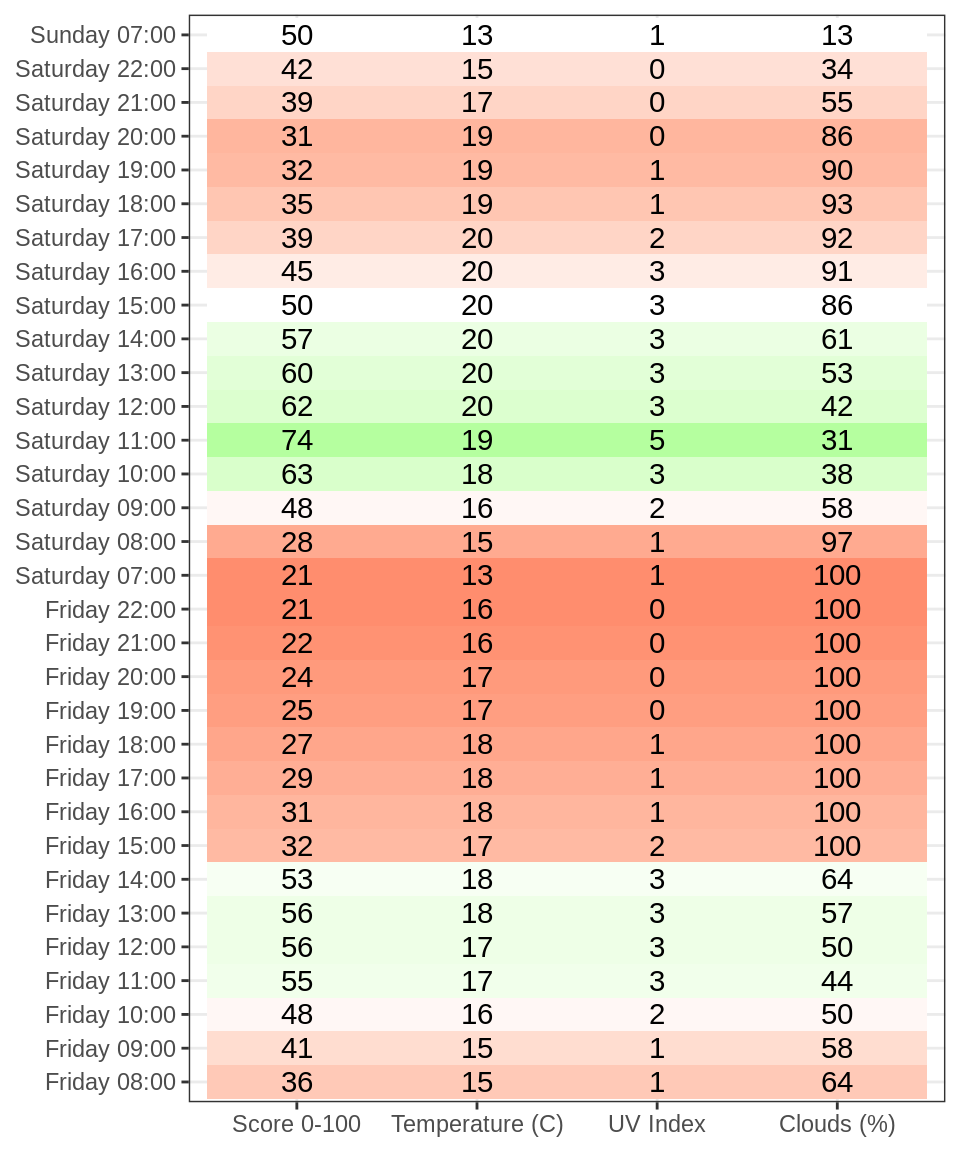 Sunday 07:00 50 13 1 13
Saturday 22:00 42 15 0 34
Saturday 21:00 39 17 0 55
Saturday 20:00 31 19 0 86
Saturday 19:00 32 19 1 90
Saturday 18:00 35 19 1 93
Saturday 17:00 39 20 2 92
Saturday 16:00 45 20 3 91
Saturday 15:00 50 20 3 86
Saturday 14:00 57 20 3 61
Saturday 13:00 60 20 3 53
Saturday 12:00 62 20 3 42
Saturday 11:00 74 19 5 31
Saturday 10:00 63 18 3 38
Saturday 09:00 48 16 2 58
Saturday 08:00 28 15 1 97
Saturday 07:00 21 13 1 100
Friday 22:00 21 16 0 100
Friday 21:00 22 16 0 100
Friday 20:00 24 17 0 100
Friday 19:00 25 17 0 100
Friday 18:00 27 18 1 100
Friday 17:00 29 18 1 100
Friday 16:00 31 18 1 100
Friday 15:00 32 17 2 100
Friday 14:00 53 18 3 64
Friday 13:00 56 18 3 57
Friday 12:00 56 17 3 50
Friday 11:00 55 17 3 44
Friday 10:00 48 16 2 50
Friday 09:00 41 15 1 58
Friday 08:00 36 15 1 64
Score 0-100 Temperature (C) UV Index Clouds (%)